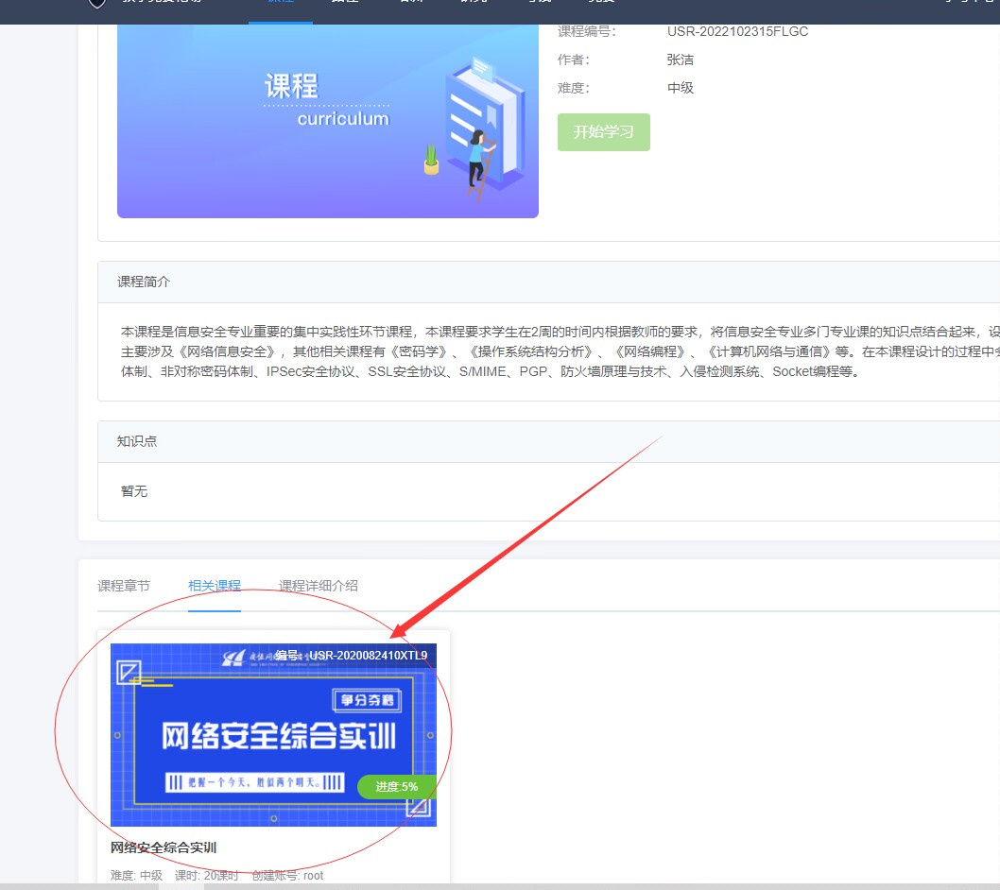 课程
curriculum
课程编号：
USR-2022102315FLGC
作者：
张洁
难度：
中级
开始学习
课程简介
本课程是信息安全专业重要的集中实践性环节课程，本课程要求学生在2周的时间内根据教师的要求，将信息安全专业多门专业课的知识点结合起来，设
主要涉及《网络信息安全》，其他相关课程有《密码学》、《操作系统结构分析》、《网络编程》、《计算机网络与通信》等。在本课程设计的过程中会
体制、非对称密码体制、IPSec安全协议、SSL安全协议、S/MIME、PGP、防火墙原理与技术、入侵检测系统、Socket编程等。
知识点
暂无
课程章节
相关课程
课程详细介绍
编号：USR-2020082410XTL9
争分夺秒
网络安全综合实训
把握一个今天，胜似两个明天。
进度:5%
网络安全综合实训
难度: 中级 课时: 20课时 创建账号: root